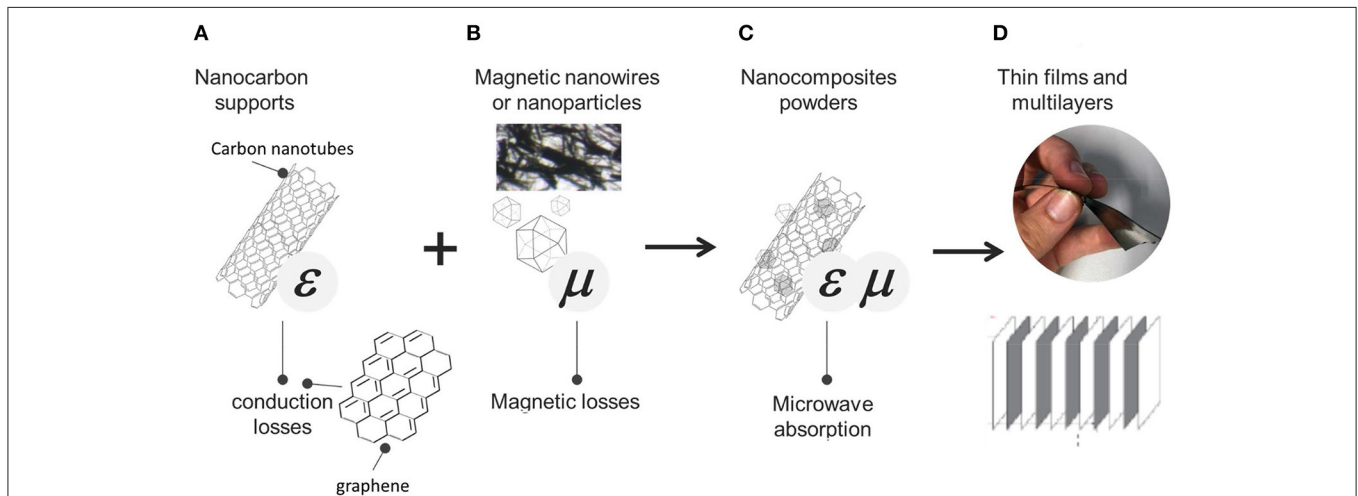 A
Nanocarbon
supports
Carbon nanotubes
ε
conduction
losses
graphene
+
B
Magnetic nanowires
or nanoparticles
μ
Magnetic losses
C
Nanocomposites
powders
ε μ
Microwave
absorption
D
Thin films and
multilayers